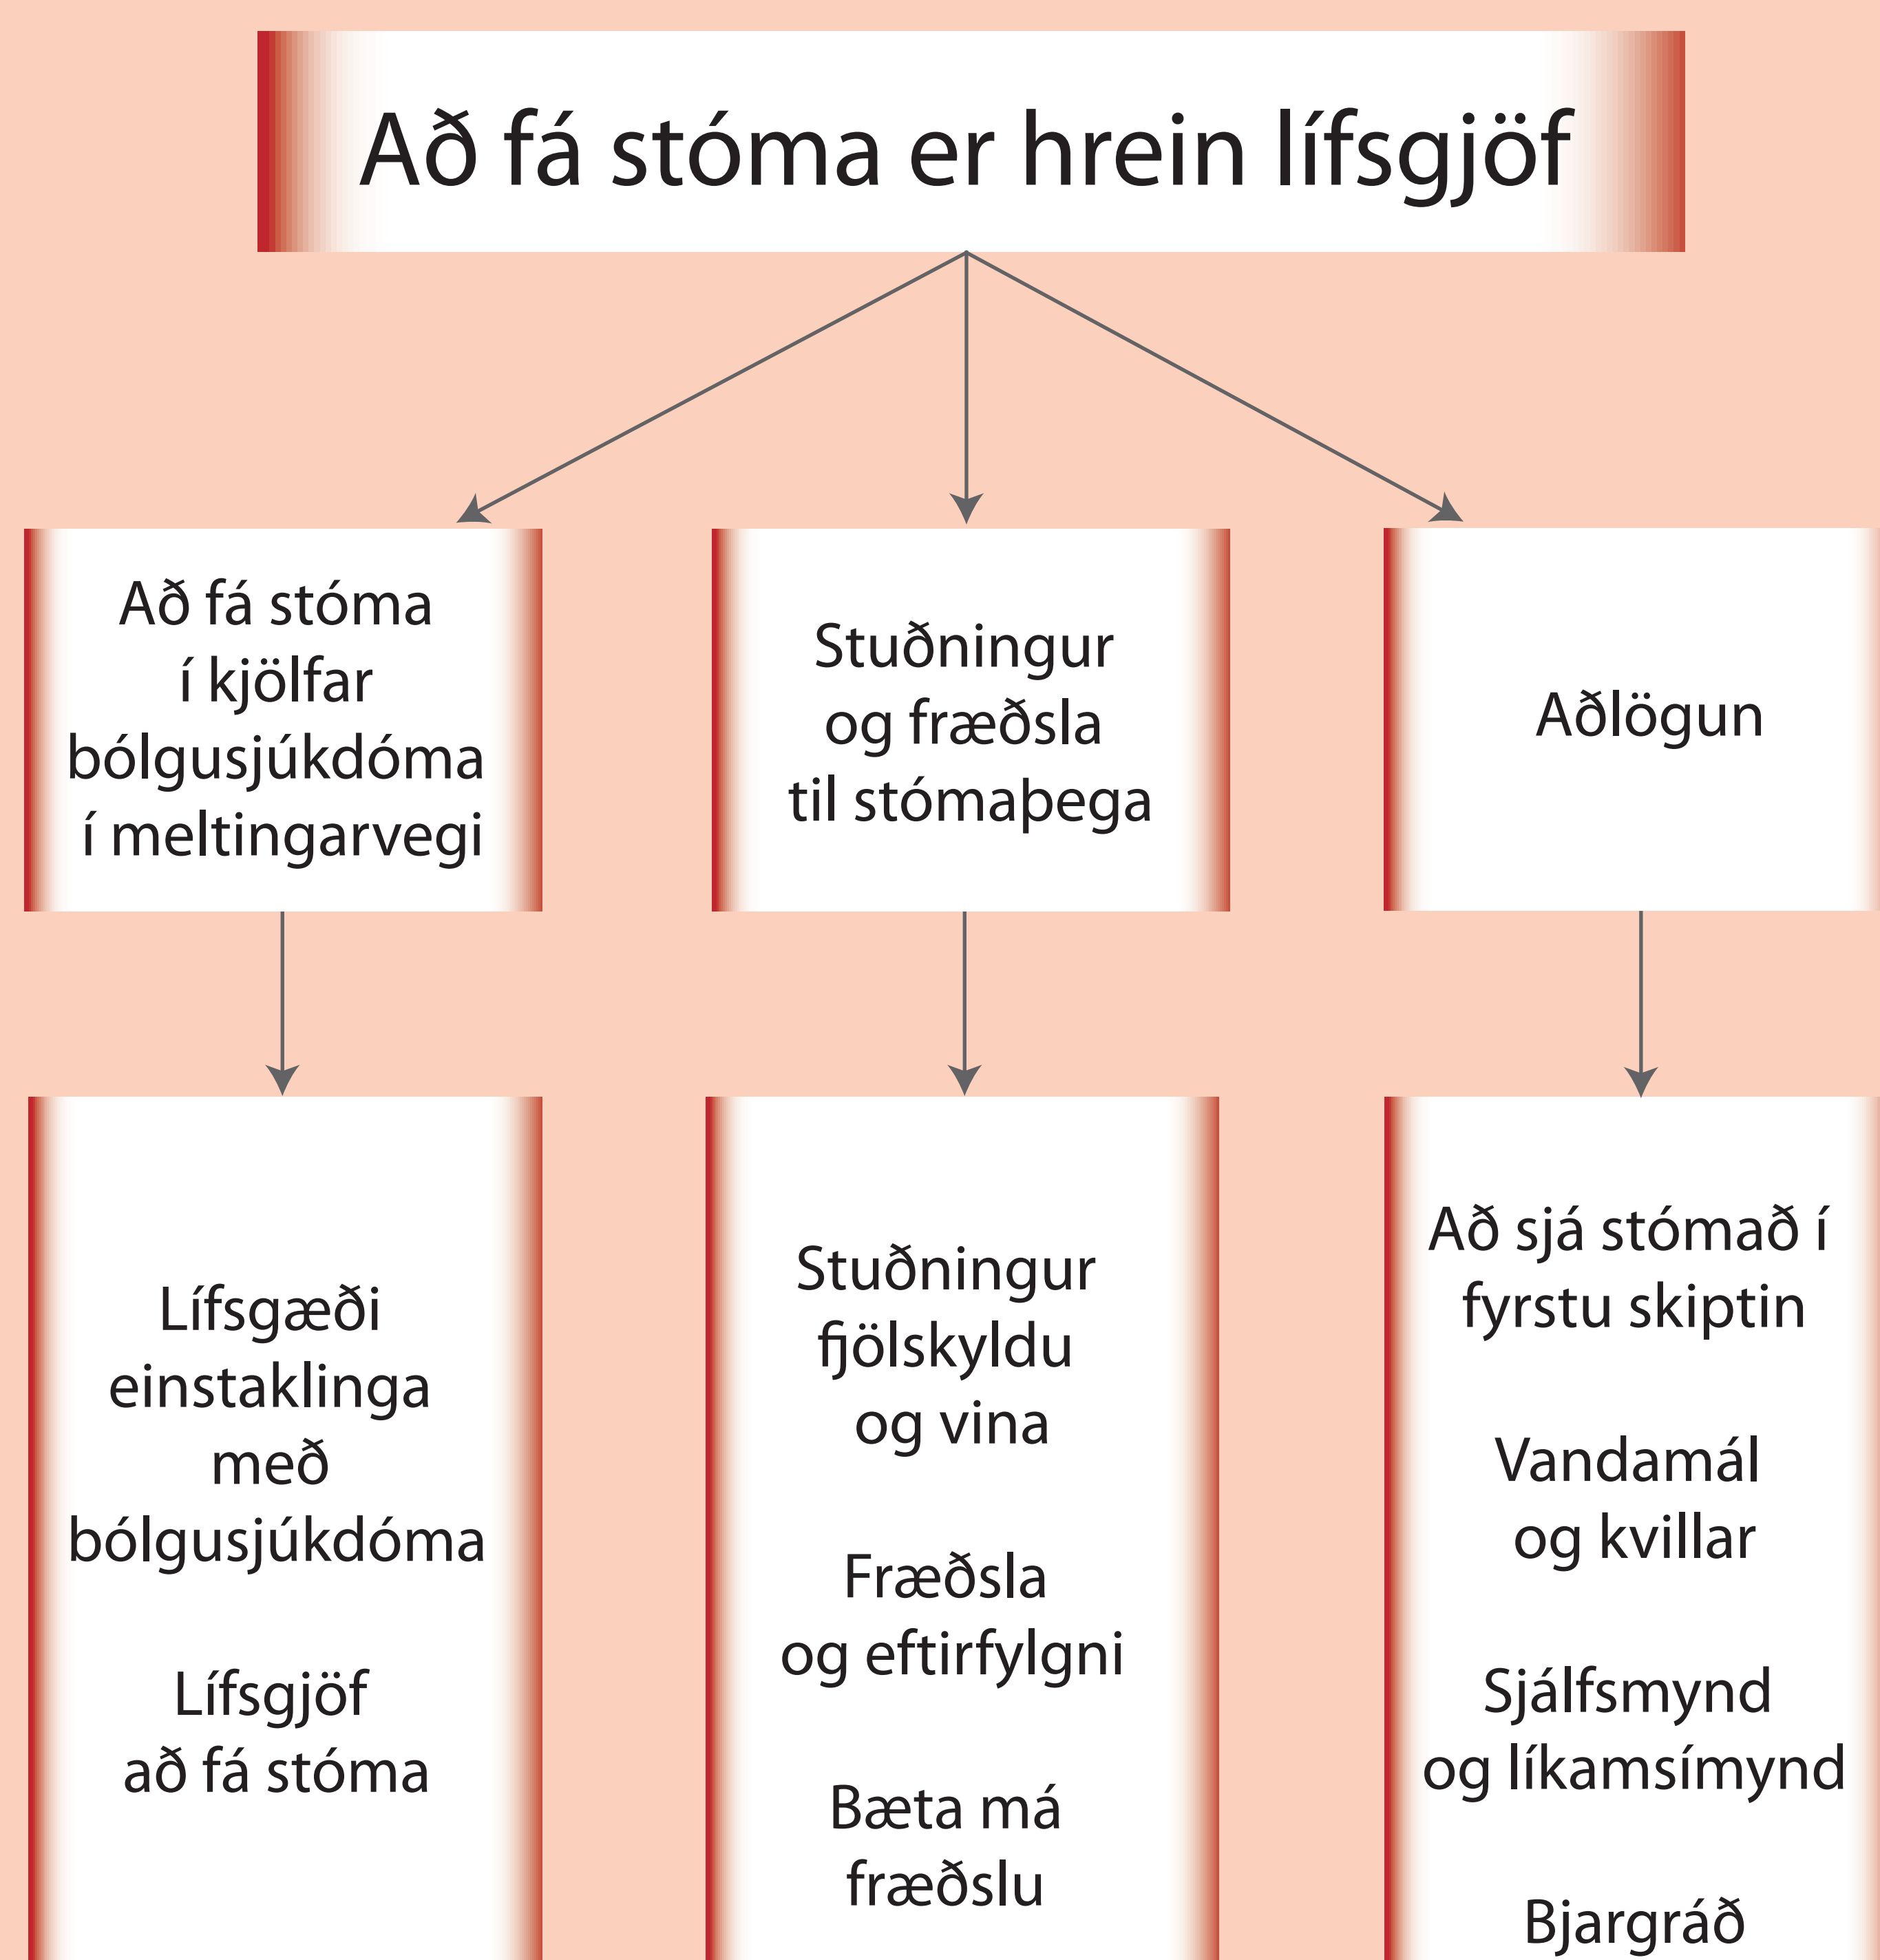 Að fá stóma er hrein lífsgjöf
Að fá stóma
í kjölfar
bólgusjúkdóma
í meltingarvegi
Stuðningur
og fræðsla
til stómaþega
Aðlögun
Lífsgæði
einstaklinga
með
bólgusjúkdóma
Lífsgjöf
að fá stóma
Stuðningur
fjölskyldu
og vina
Fræðsla
og eftirfylgni
Bæta má
fræðslu
Að sjá stómað í
fyrstu skiptin
Vandamál
og kvillar
Sjálfsmynd
og líkamsímynd
Bjargráð